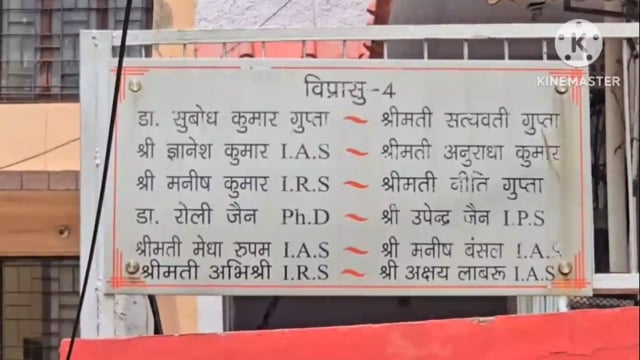 KINEMASTER
विप्रासु -4
डा. सुबोध कुमार गुप्ता ~ श्रीमती सत्यवती गुप्ता
श्री ज्ञानेश कुमार I.A.S ~ श्रीमती अनुराधा कुमार
श्री मनीष कुमार I.R.S ~ श्रीमती नीति गुप्ता
डा. रोली जैन Ph.D ~ श्री उपेन्द्र जैन I.P.S
श्रीमती मेधा रुपम I.A.S ~ श्री मनीष बंसल I.A.S
श्रीमती अभिश्री I.R.S ~ श्री अक्षय लाबरू I.A.S